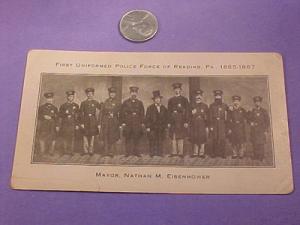 First Uniformed Police Force of Reading, Pa. 1865-1867
Mayor, Nathan M. Eisenhower